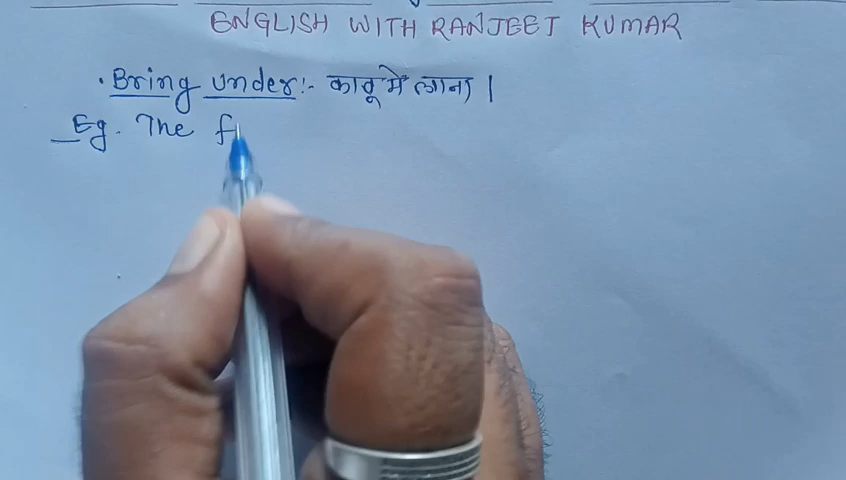 ENGLISH WITH RANJEET KUMAR
. Bring under :- काबू में लाना ।
Eg. The f